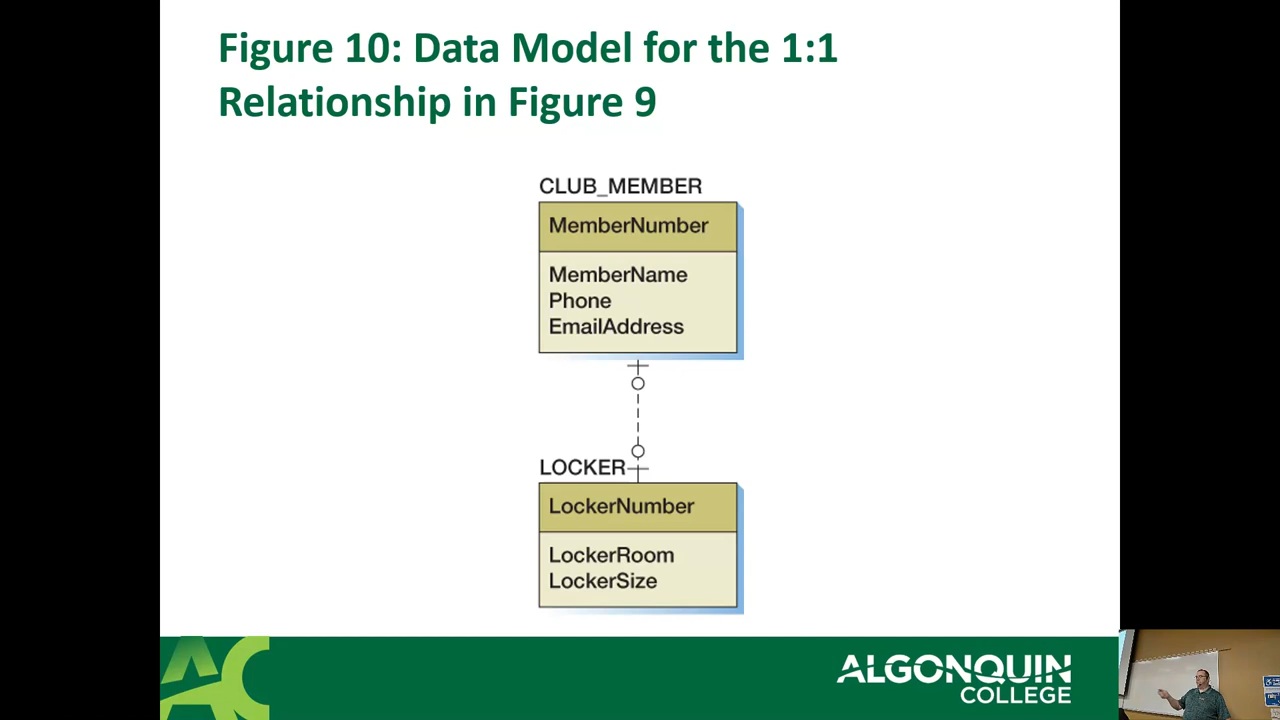 Figure 10: Data Model for the 1:1
Relationship in Figure 9
CLUB_MEMBER
MemberNumber
MemberName
Phone
EmailAddress
LOCKER
LockerNumber
LockerRoom
LockerSize
AC
ALGONQUIN
COLLEGE